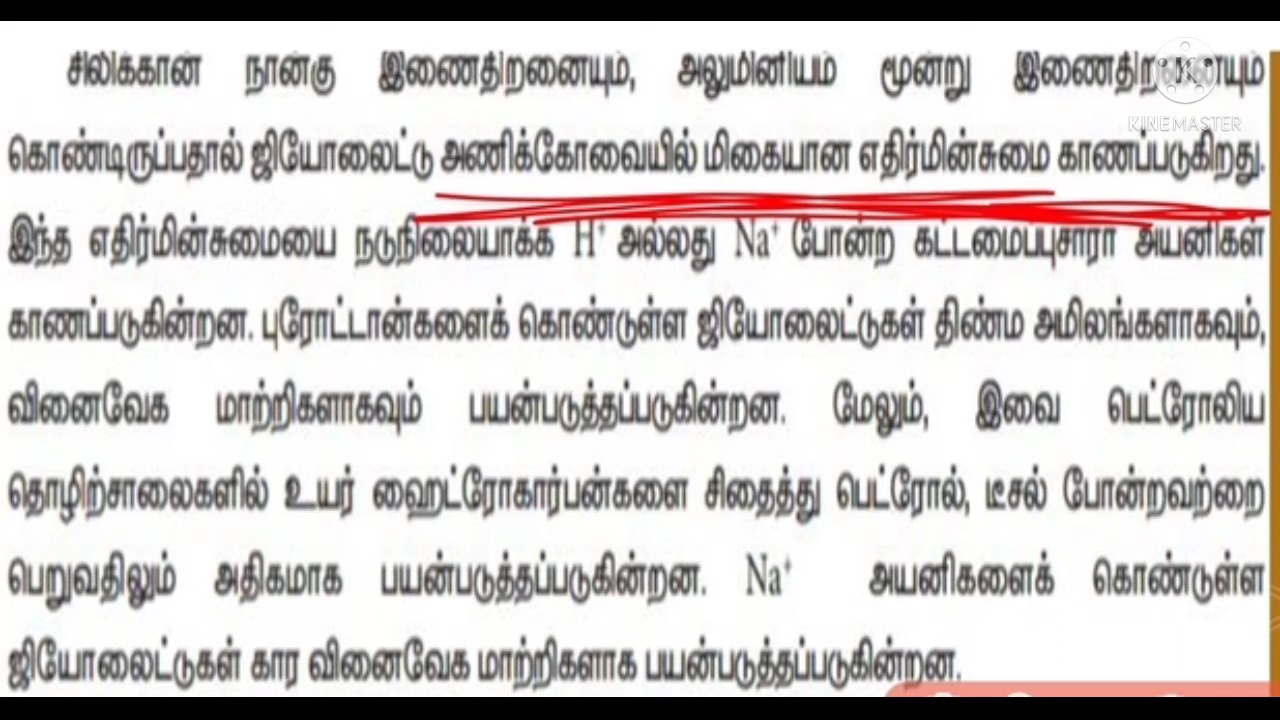 சிலிக்கான் நான்கு இணைதிறனையும், அலுமினியம் மூன்று இணைதிறனையும்
KINEMASTER
கொண்டிருப்பதால் ஜியோலைட்டு அணிக்கோவையில் மிகையான எதிர்மின்சுமை காணப்படுகிறது.
இந்த எதிர்மின்சுமையை நடுநிலையாக்க H⁺ அல்லது Na⁺ போன்ற கட்டமைப்புசாரா அயனிகள்
காணப்படுகின்றன. புரோட்டான்களைக் கொண்டுள்ள ஜியோலைட்டுகள் திண்ம அமிலங்களாகவும்,
வினைவேக மாற்றிகளாகவும் பயன்படுத்தப்படுகின்றன. மேலும், இவை பெட்ரோலிய
தொழிற்சாலைகளில் உயர் ஹைட்ரோகார்பன்களை சிதைத்து பெட்ரோல், டீசல் போன்றவற்றை
பெறுவதிலும் அதிகமாக பயன்படுத்தப்படுகின்றன. Na⁺ அயனிகளைக் கொண்டுள்ள
ஜியோலைட்டுகள் கார வினைவேக மாற்றிகளாக பயன்படுத்தப்படுகின்றன.